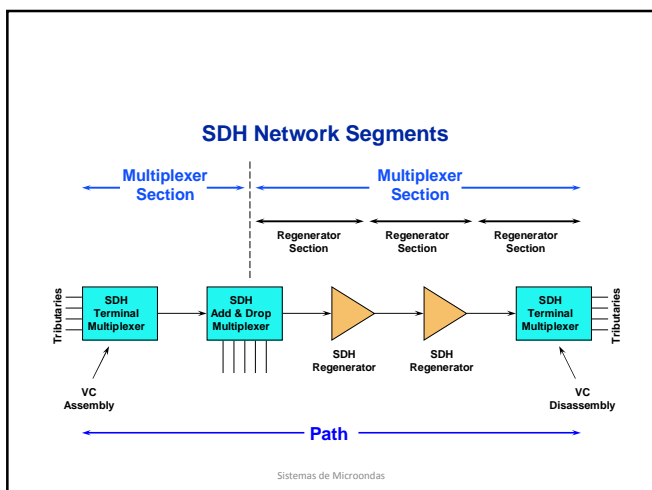 SDH Network Segments
Multiplexer
Section
Multiplexer
Section
Regenerator
Section
Regenerator
Section
Regenerator
Section
Tributaries
SDH
Terminal
Multiplexer
SDH
Add & Drop
Multiplexer
SDH
Regenerator
SDH
Regenerator
SDH
Terminal
Multiplexer
Tributaries
VC
Assembly
VC
Disassembly
Path
Sistemas de Microondas